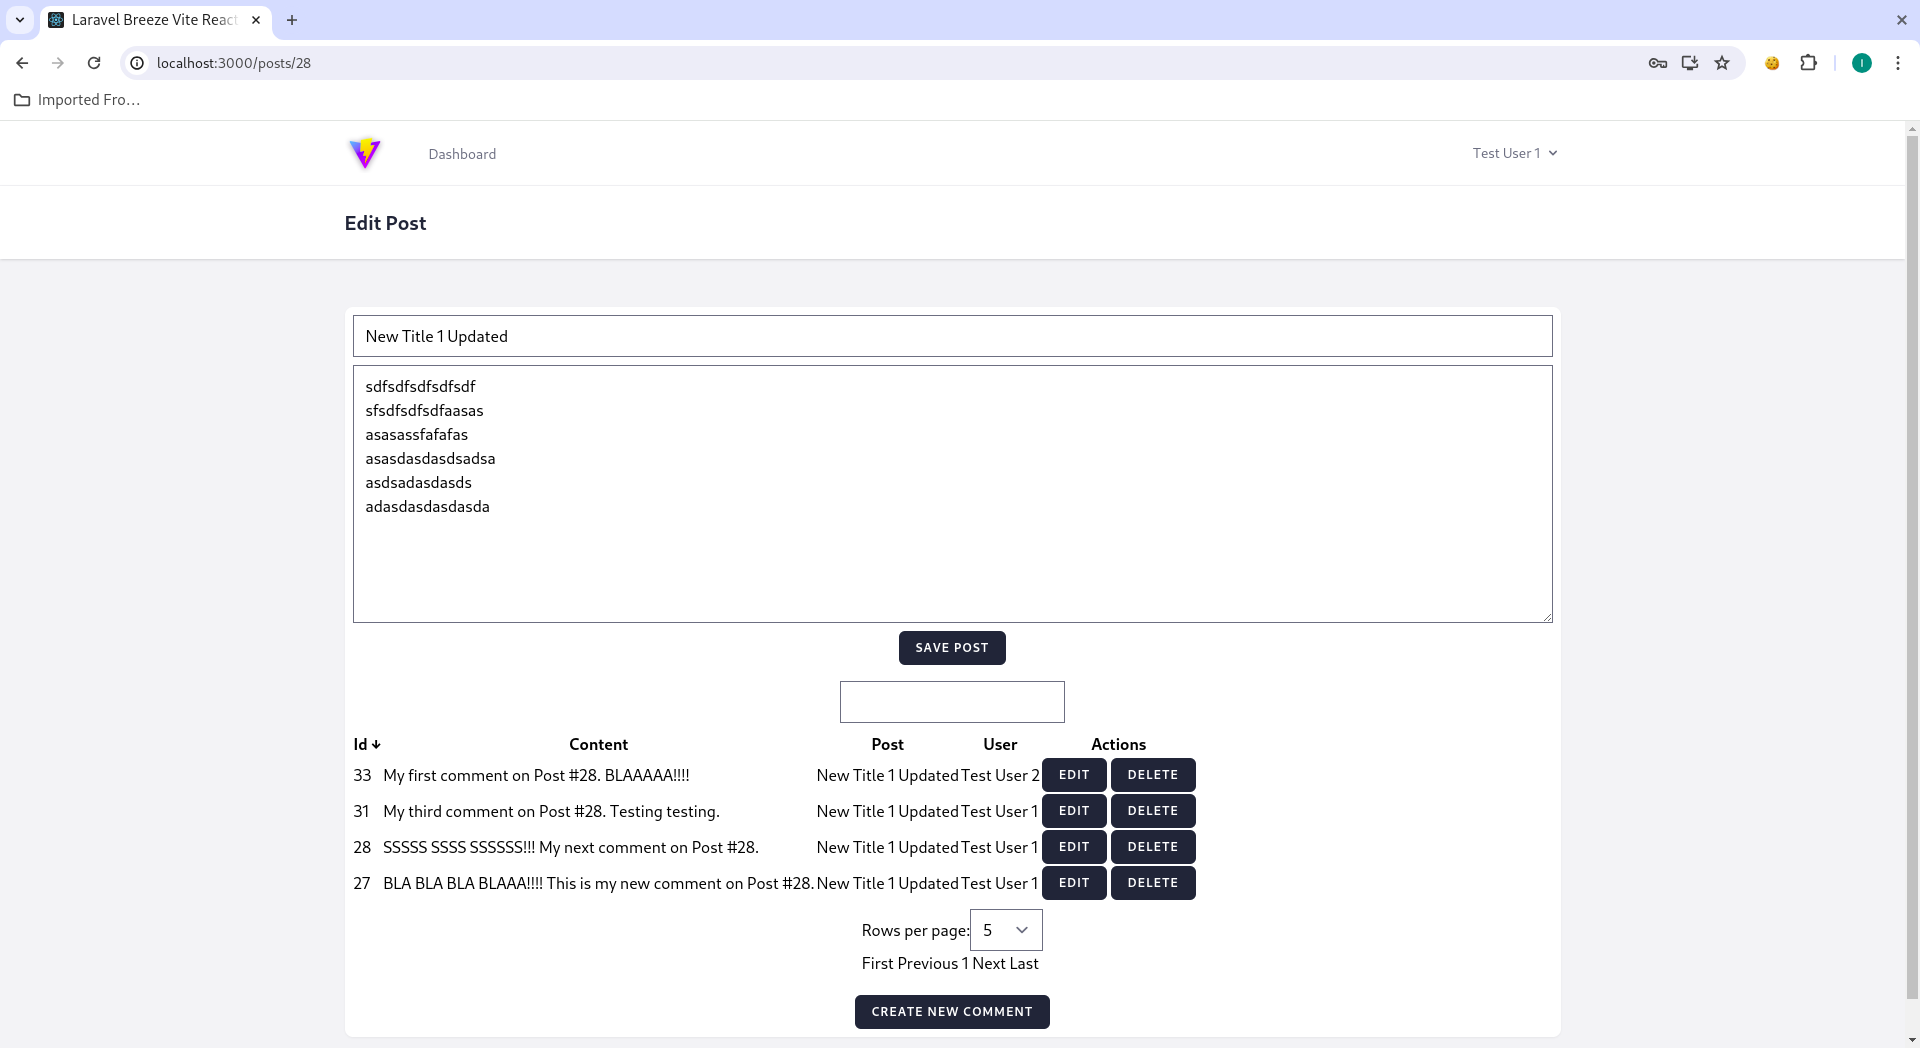 Laravel Breeze Vite React
localhost:3000/posts/28
Imported Fro…
Dashboard
Test User 1
Edit Post
New Title 1 Updated
sdfsdfsdfsdfsdf
sfsdfsdfsdfaasas
asasassfafafas
asasdasdasdsadsa
asdsadasdasds
adasdasdasdasda
SAVE POST
Id ↓ Content Post User Actions
33 My first comment on Post #28. BLAAAAA!!!! New Title 1 Updated Test User 2 EDIT DELETE
31 My third comment on Post #28. Testing testing. New Title 1 Updated Test User 1 EDIT DELETE
28 SSSSS SSSS SSSSSS!!! My next comment on Post #28. New Title 1 Updated Test User 1 EDIT DELETE
27 BLA BLA BLA BLAAA!!!! This is my new comment on Post #28. New Title 1 Updated Test User 1 EDIT DELETE
Rows per page: 5
First Previous 1 Next Last
CREATE NEW COMMENT